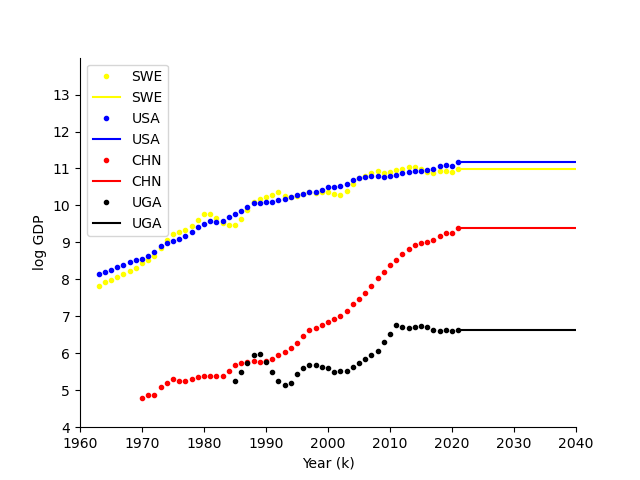 SWE
SWE
USA
USA
CHN
CHN
UGA
UGA
13
12
11
10
9
8
7
6
5
4
log GDP
1960 1970 1980 1990 2000 2010 2020 2030 2040
Year (k)